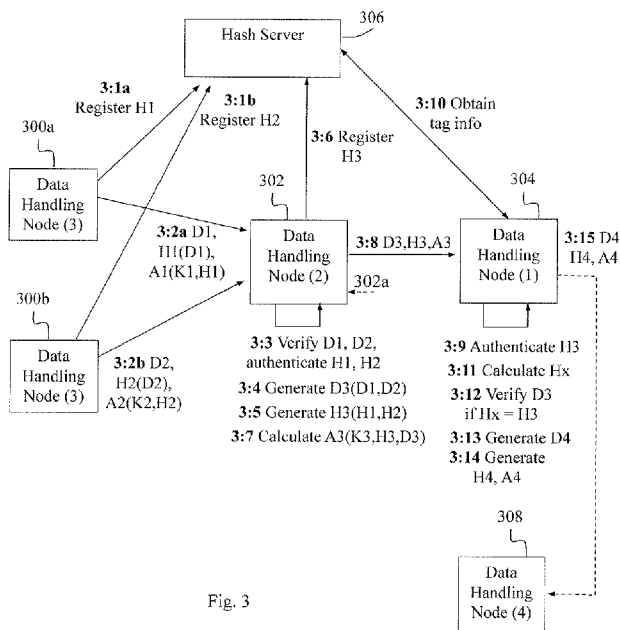 Hash Server
306
3:1a
Register H1
3:1b
Register H2
3:10 Obtain
tag info
300a
3:6 Register
H3
302
304
Data
Handling
Node (3)
3:2a D1,
H1(D1),
A1(K1,H1)
Data
Handling
Node (2)
3:8 D3,H3,A3
Data
Handling
Node (1)
3:15 D4
H4, A4
302a
300b
Data
Handling
Node (3)
3:2b D2,
H2(D2),
A2(K2,H2)
3:3 Verify D1, D2,
authenticate H1, H2
3:4 Generate D3(D1,D2)
3:5 Generate H3(H1,H2)
3:7 Calculate A3(K3,H3,D3)
3:9 Authenticate H3
3:11 Calculate Hx
3:12 Verify D3
if Hx = H3
3:13 Generate D4
3:14 Generate
H4, A4
308
Data
Handling
Node (4)
Fig. 3